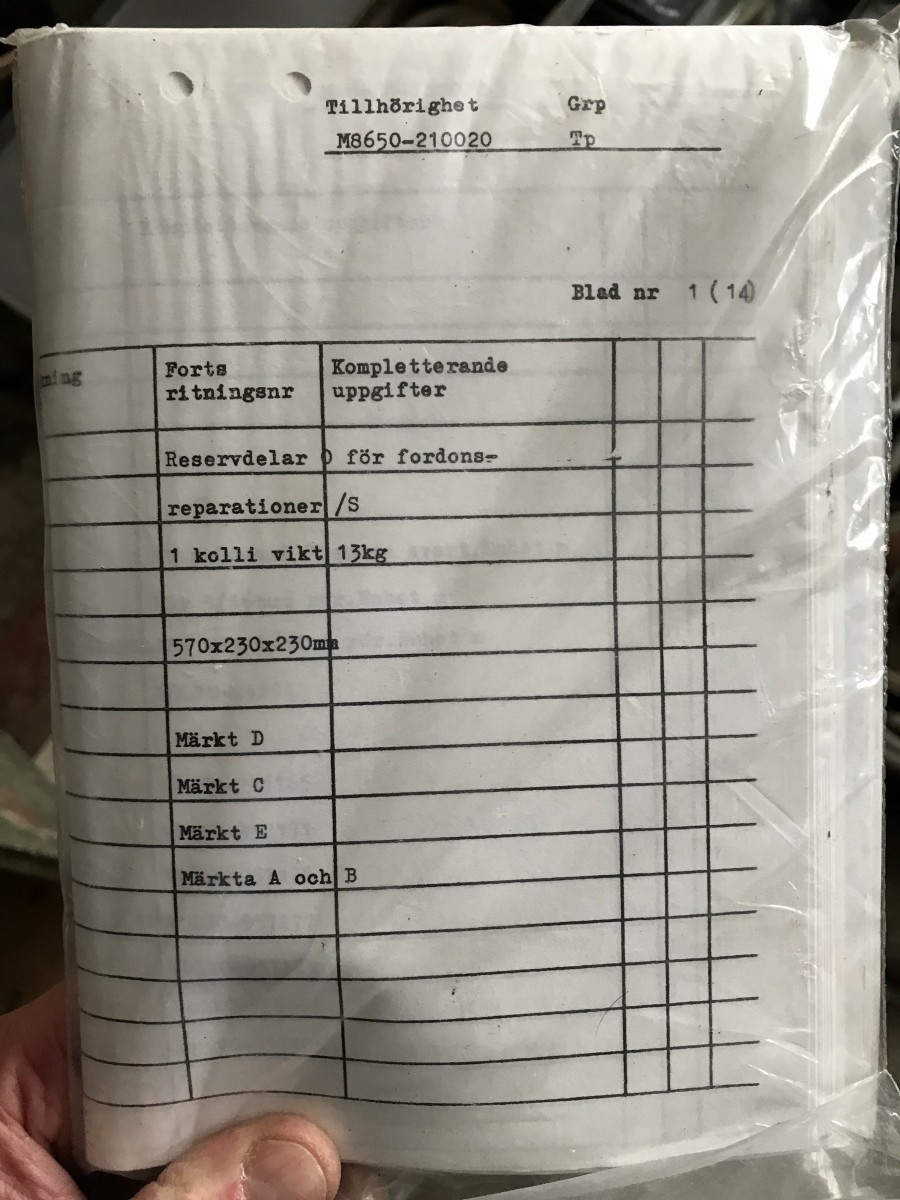 Tillhörighet Grp
M8650-210020 Tp
Blad nr 1 (14)
Forts Kompletterande
ritningsnr uppgifter
Reservdelar D för fordons-
reparationer /S
1 kolli vikt 13kg
570x230x230mm
Märkt D
Märkt C
Märkt E
Märkta A och B